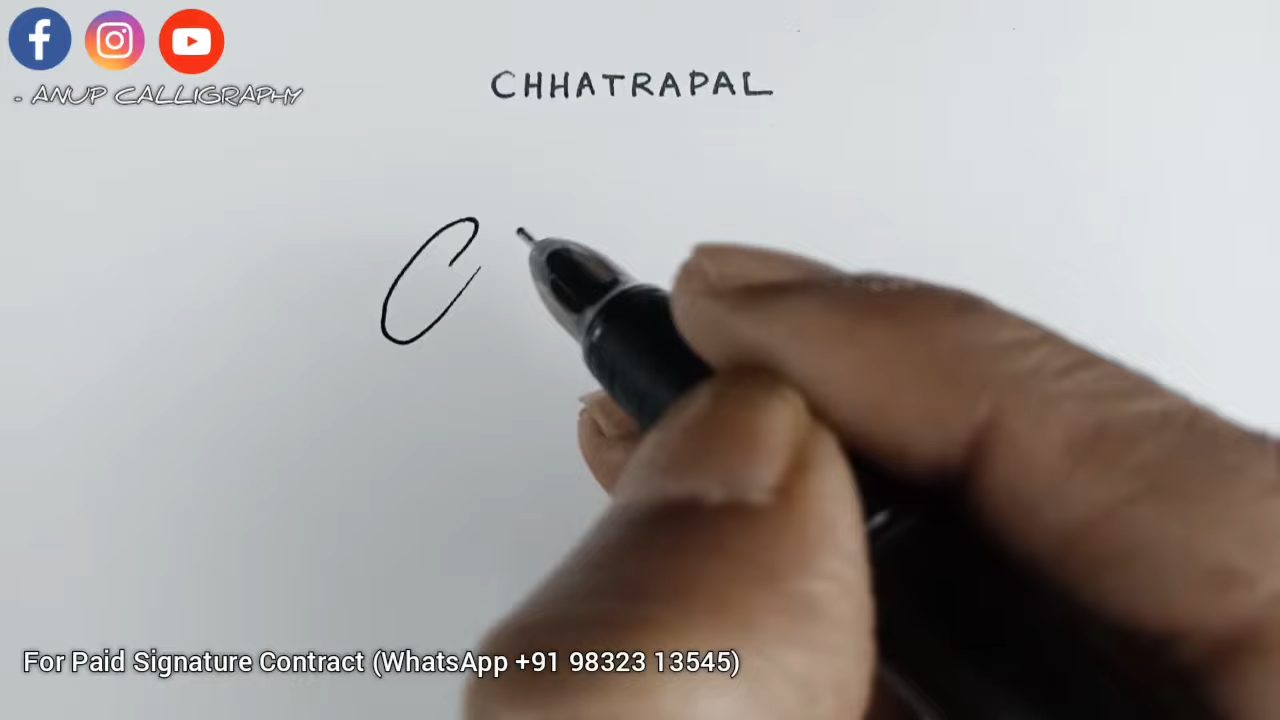 - ANUP CALLIGRAPHY
CHHATRAPAL
C
For Paid Signature Contract (WhatsApp +91 98323 13545)